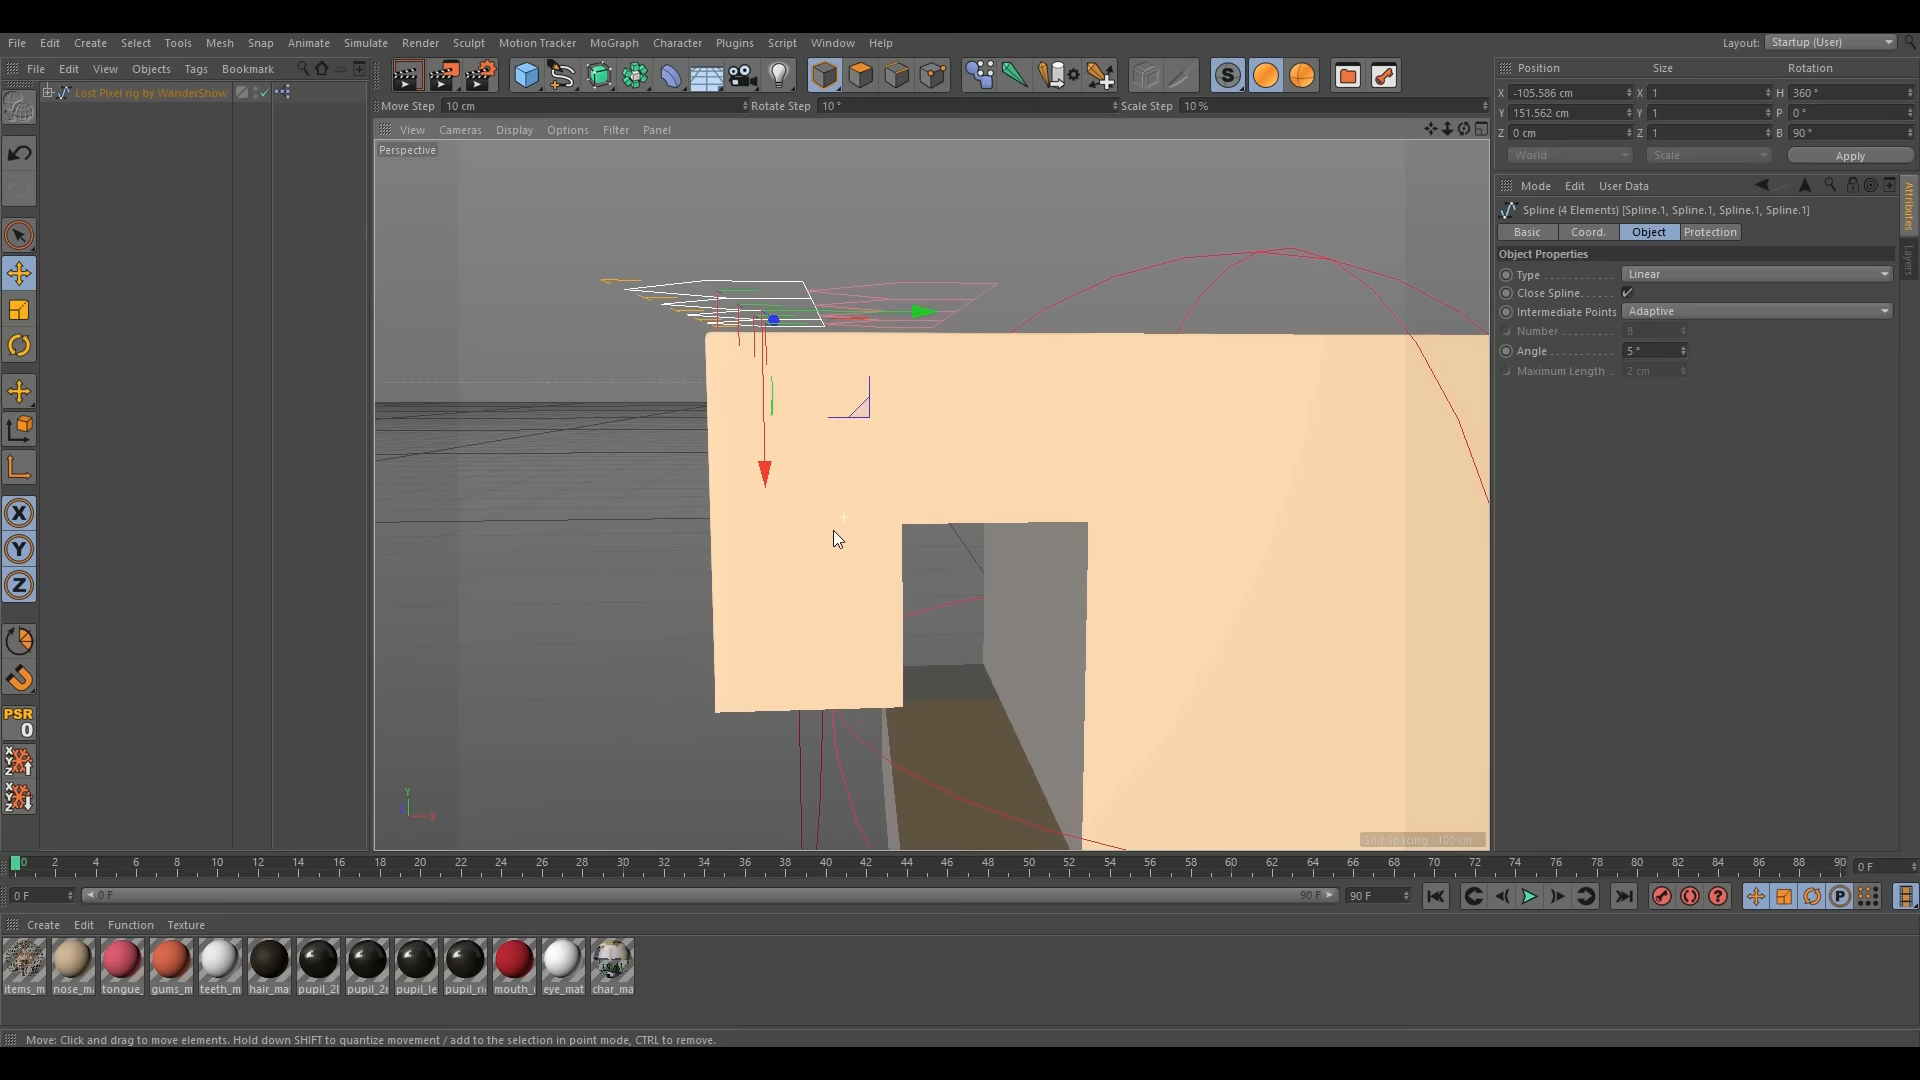 File Edit Create Select Tools Mesh Snap Animate Simulate Render Sculpt Motion Tracker MoGraph Character Plugins Script Window Help Layout: Startup (User)
File Edit View Objects Tags Bookmark
Lost Pixel rig by WanderShow
Move Step 10 cm Rotate Step 10 ° Scale Step 10 %
View Cameras Display Options Filter Panel
Perspective
Position Size Rotation
X -105.586 cm X 1 H 360 °
Y 151.562 cm Y 1 P 0 °
Z 0 cm Z 1 B 90 °
World Scale Apply
Mode Edit User Data
Spline (4 Elements) [Spline.1, Spline.1, Spline.1, Spline.1]
Basic Coord. Object Protection
Object Properties
Type Linear
Close Spline
Intermediate Points Adaptive
Number 8
Angle 5 °
Maximum Length 2 cm
Attributes
Layers
S
X
Y
Z
PSR
0
X Y Z
X Y Z
Y
X
Grid Spacing : 100 cm
0 2 4 6 8 10 12 14 16 18 20 22 24 26 28 30 32 34 36 38 40 42 44 46 48 50 52 54 56 58 60 62 64 66 68 70 72 74 76 78 80 82 84 86 88 90 0 F
0 F 0 F 90 F 90 F P
Create Edit Function Texture
items_m nose_m tongue_ gums_m teeth_m hair_ma pupil_2l pupil_2r pupil_le pupil_ri mouth_ eye_mat char_ma
Move: Click and drag to move elements. Hold down SHIFT to quantize movement / add to the selection in point mode, CTRL to remove.